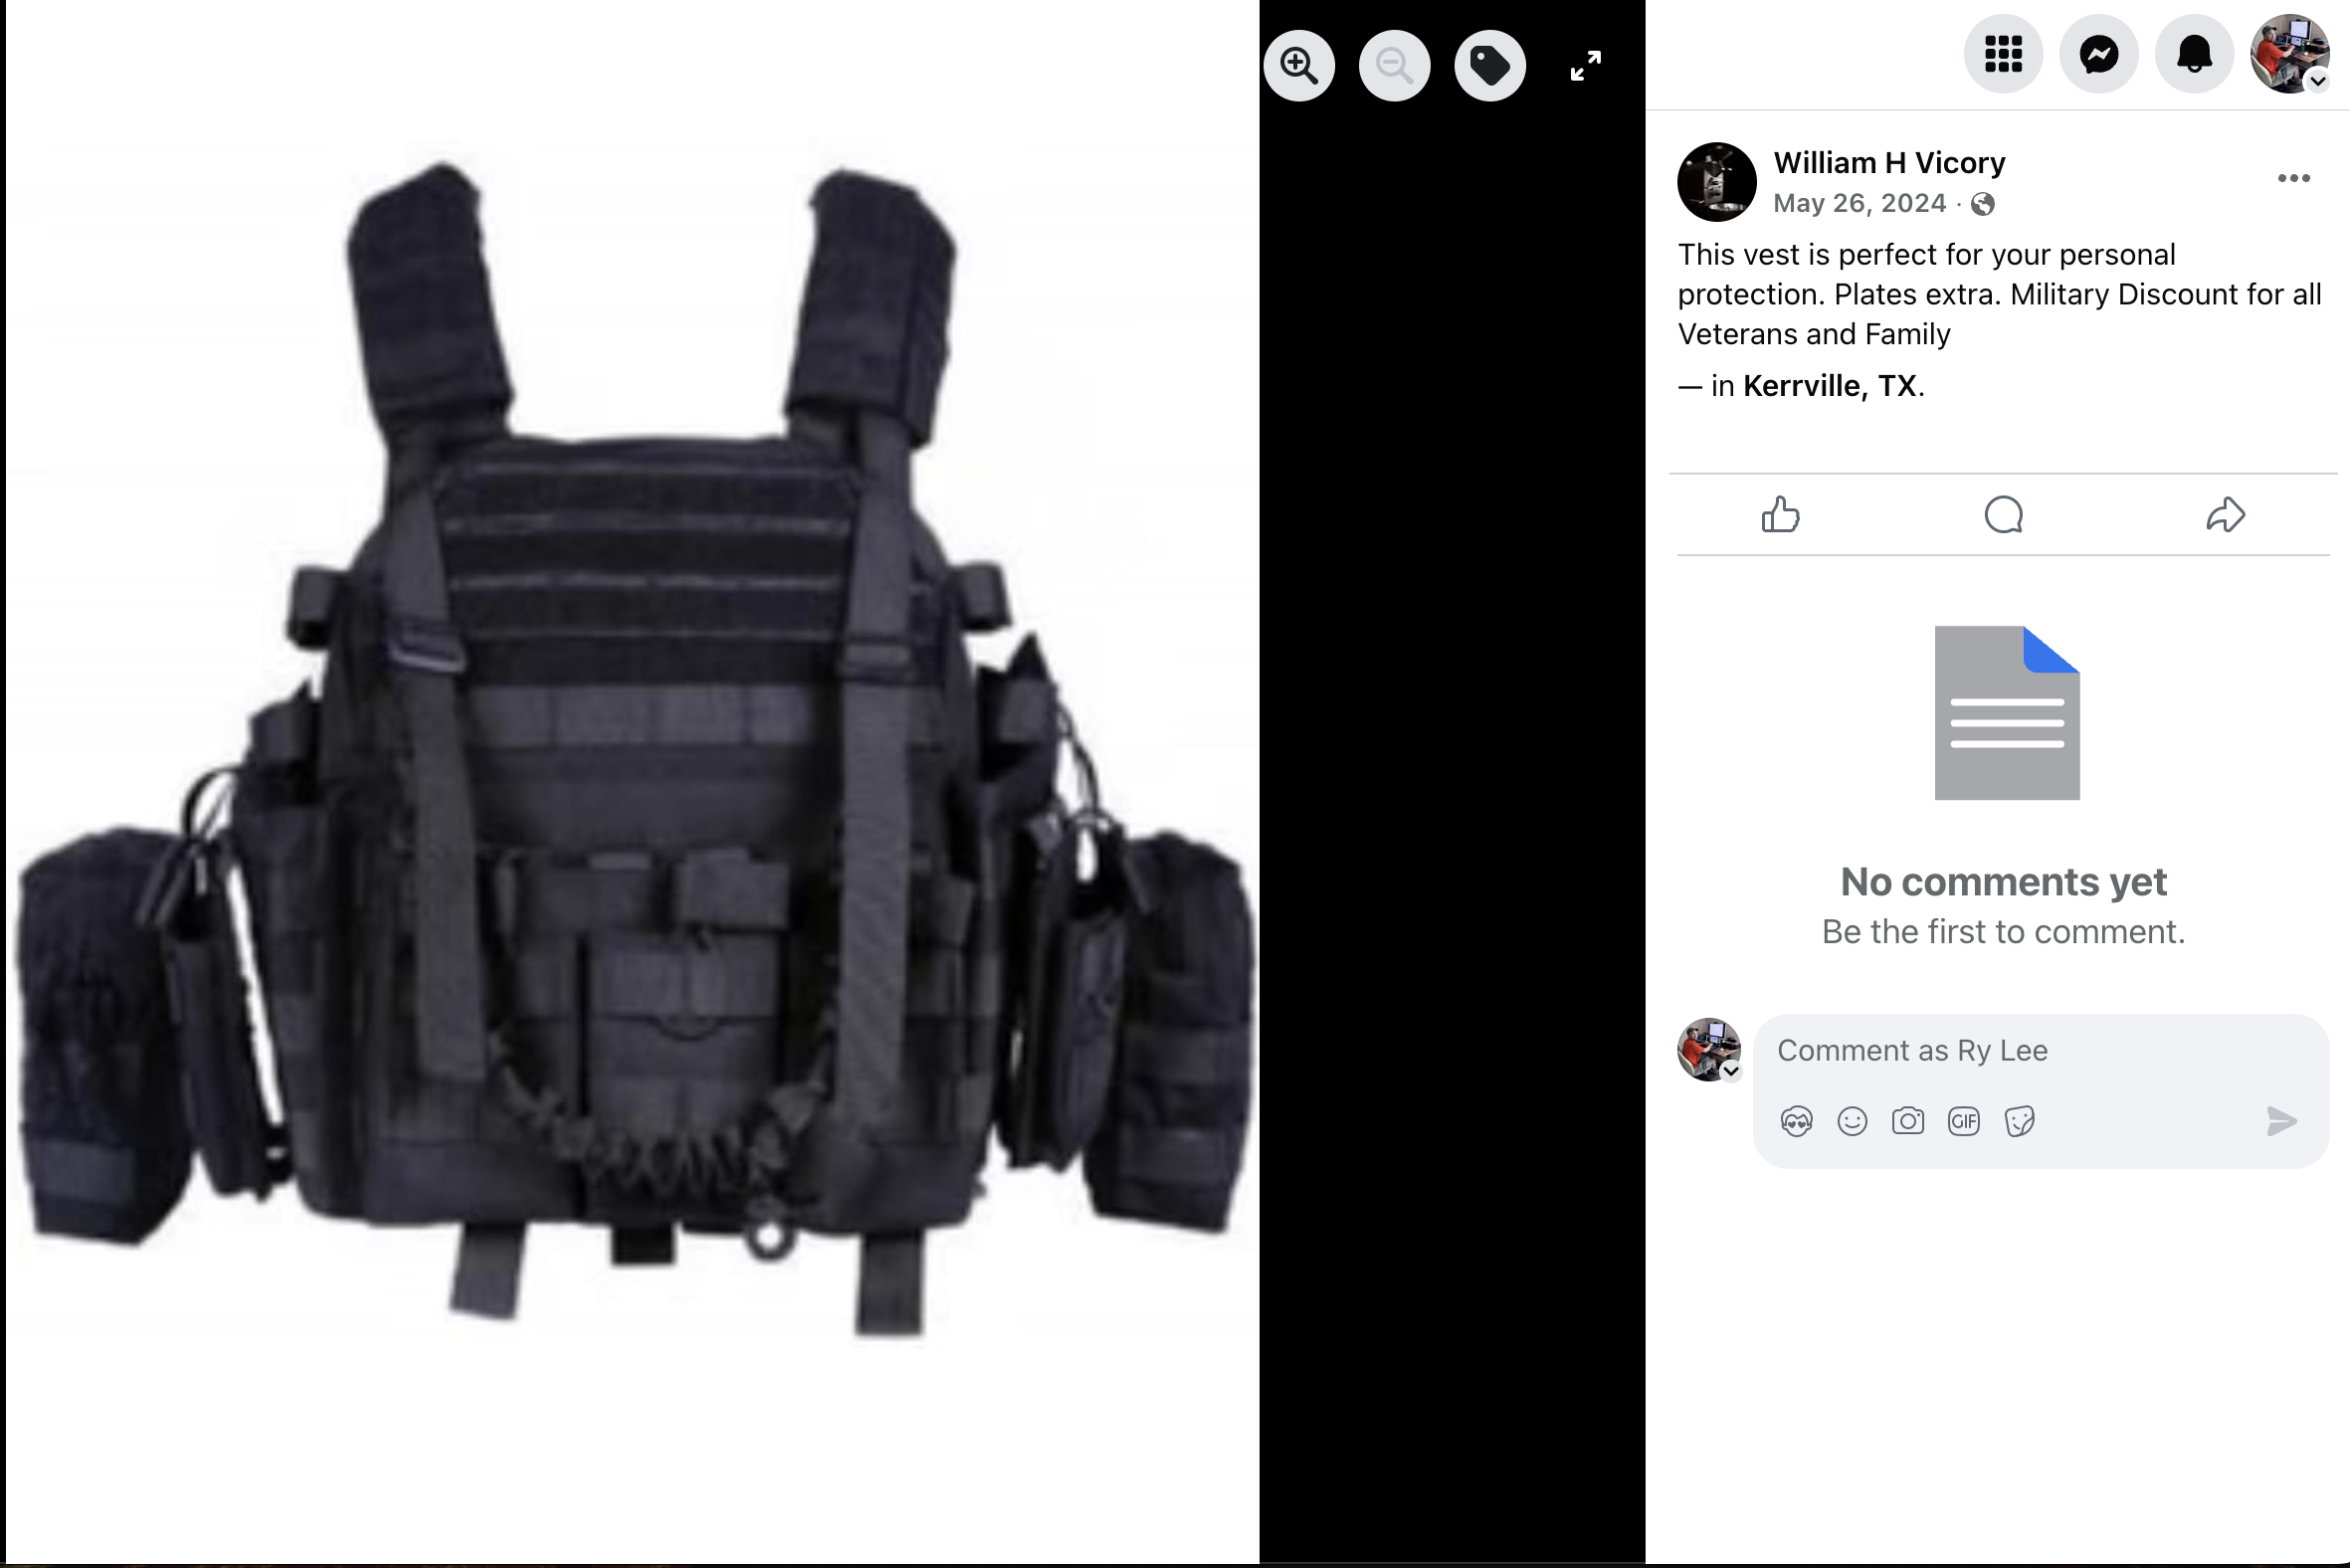 William H Vicory
May 26, 2024 ·
This vest is perfect for your personal
protection. Plates extra. Military Discount for all
Veterans and Family
— in Kerrville, TX.
No comments yet
Be the first to comment.
Comment as Ry Lee
GIF